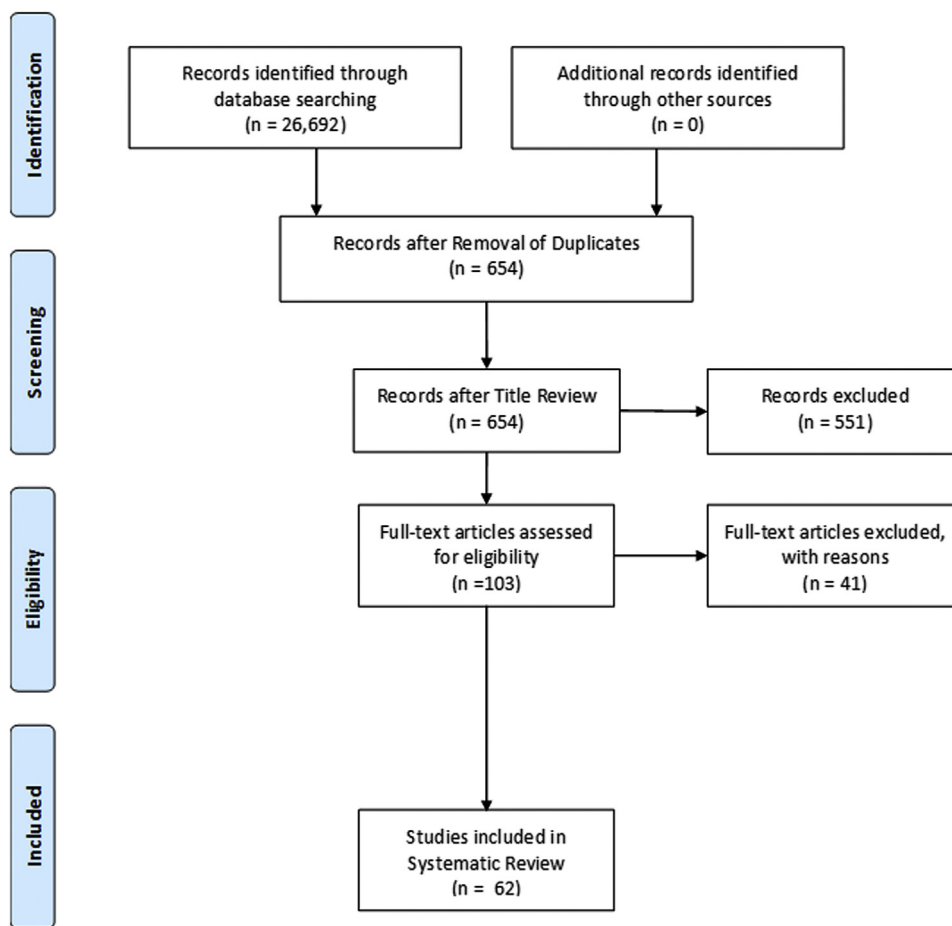 Identification
Records identified through
database searching
(n = 26,692)
Additional records identified
through other sources
(n = 0)
Records after Removal of Duplicates
(n = 654)
Screening
Records after Title Review
(n = 654)
Records excluded
(n = 551)
Eligibility
Full-text articles assessed
for eligibility
(n =103)
Full-text articles excluded,
with reasons
(n = 41)
Included
Studies included in
Systematic Review
(n = 62)